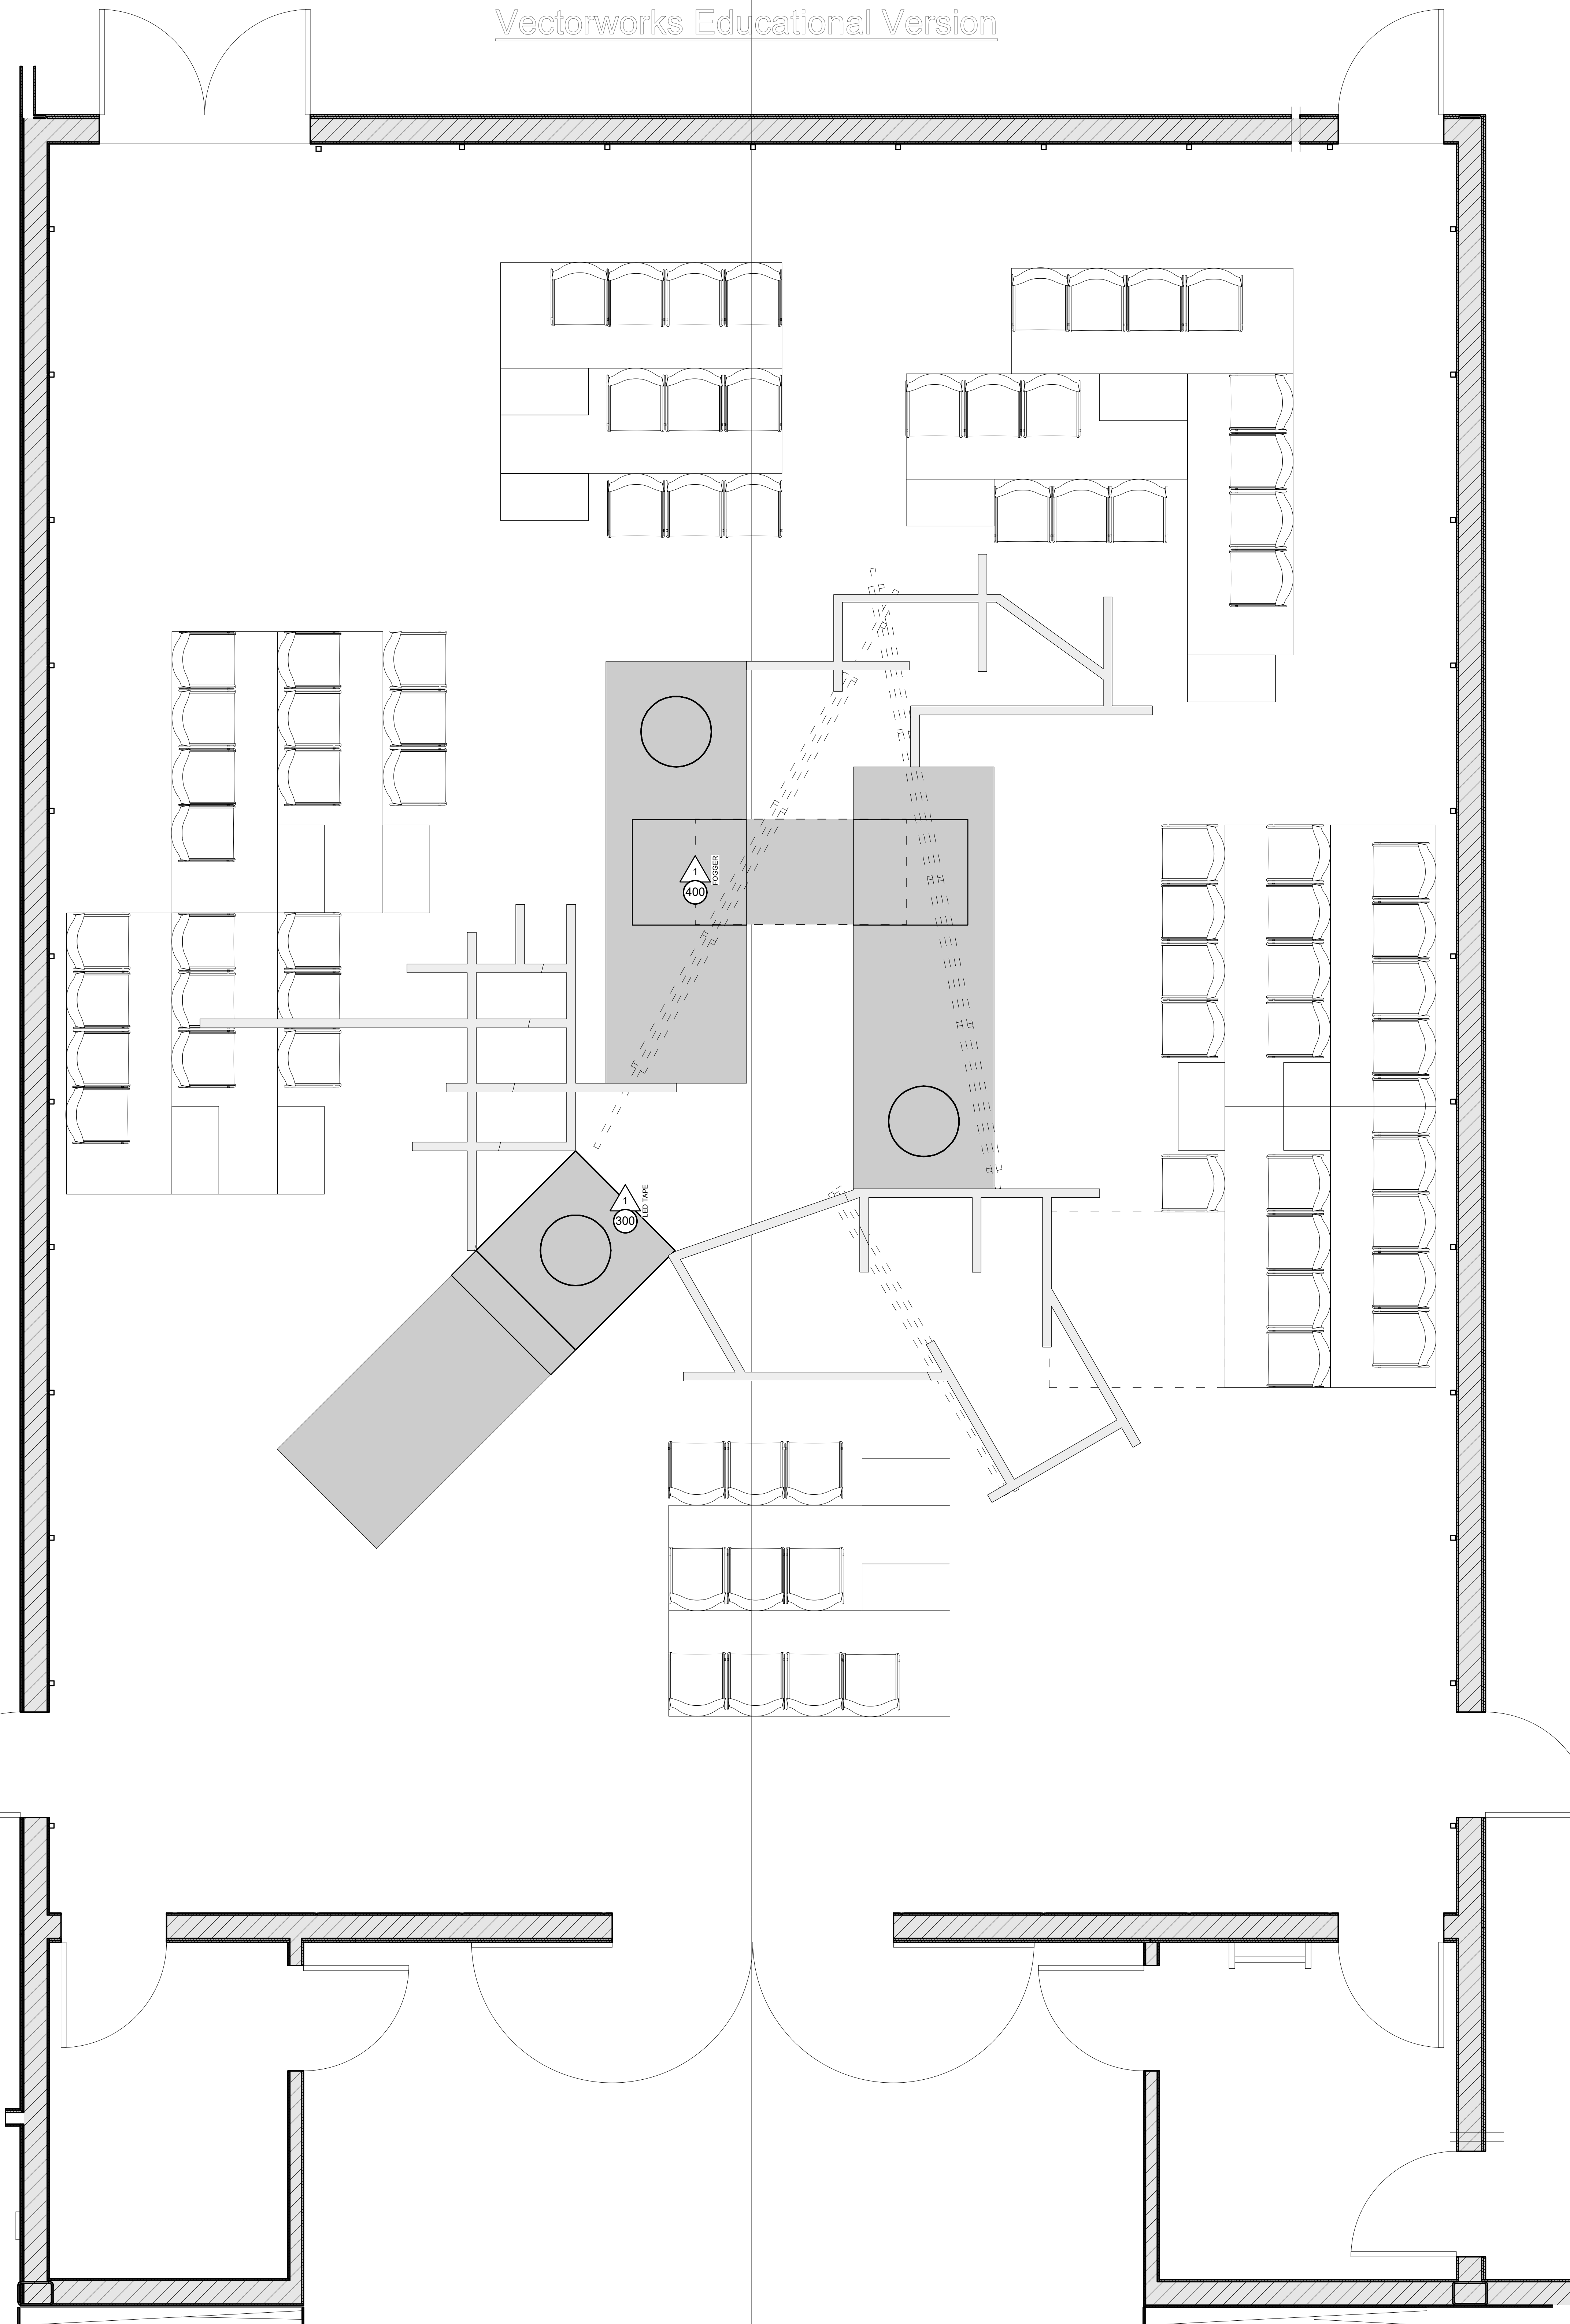 Vectorworks Educational Version
1
400
FOGGER
1
300
LED TAPE